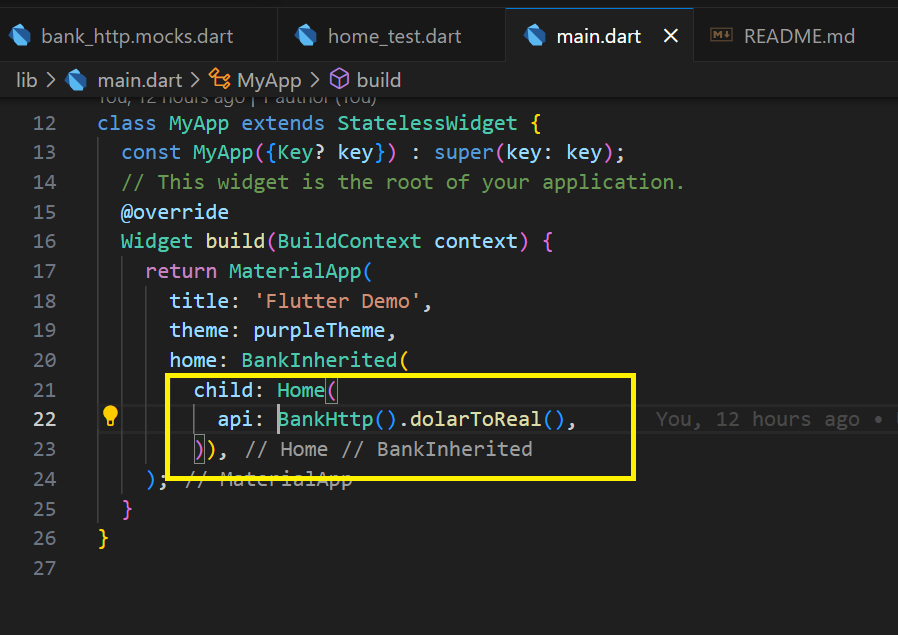 bank_http.mocks.dart home_test.dart main.dart README.md
lib > main.dart > MyApp > build
You, 12 hours ago | 1 author (You)
12 class MyApp extends StatelessWidget {
13 const MyApp({Key? key}) : super(key: key);
14 // This widget is the root of your application.
15 @override
16 Widget build(BuildContext context) {
17 return MaterialApp(
18 title: 'Flutter Demo',
19 theme: purpleTheme,
20 home: BankInherited(
21 child: Home(
22 api: BankHttp().dolarToReal(), You, 12 hours ago •
23 )), // Home // BankInherited
24 ); // MaterialApp
25 }
26 }
27